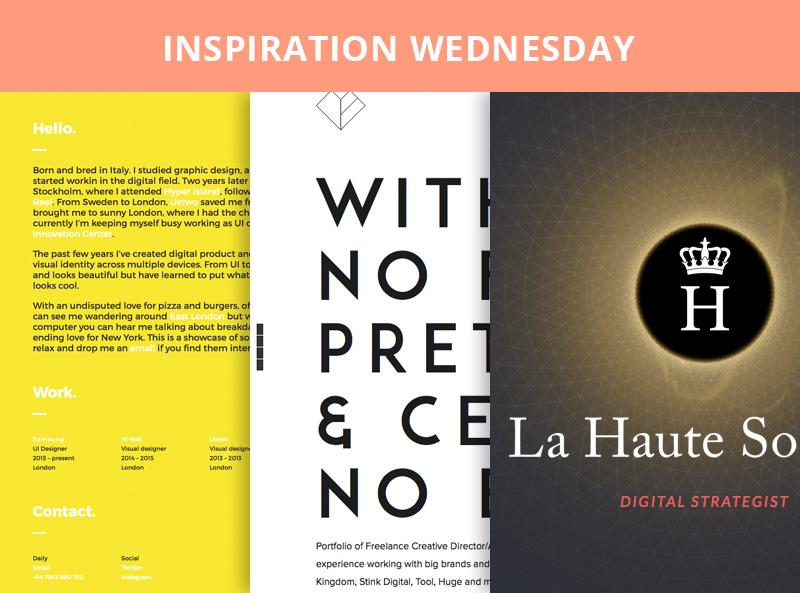 INSPIRATION WEDNESDAY
Hello.
Born and bred in Italy. I studied graphic design, a
started workin in the digital field. Two years later
Stockholm, where I attended Hyper Island, follow
Reel. From Sweden to London, Ustwo saved me fr
brought me to sunny London, where I had the ch
currently I'm keeping myself busy working as UI d
Innovation Center.
The past few years I've created digital product and
visual identity across multiple devices. From UI to
and looks beautiful but have learned to put what
looks cool.
With an undisputed love for pizza and burgers, of
can see me wandering around East London but w
computer you can hear me talking about breakda
ending love for New York. This is a showcase of so
relax and drop me an email if you find them inter
Work.
Samsung
UI Designer
2015 - present
London
Hi-Reel
Visual designer
2014 - 2015
London
Ustwo
Visual designe
2013 - 2013
London
Contact.
Daily
Email
Social
Twitter
Instagram
WITH
NO F
PRET
& CE
NO E
Portfolio of Freelance Creative Director/A
experience working with big brands and
Kingdom, Stink Digital, Tool, Huge and m
H
La Haute So
DIGITAL STRATEGIST